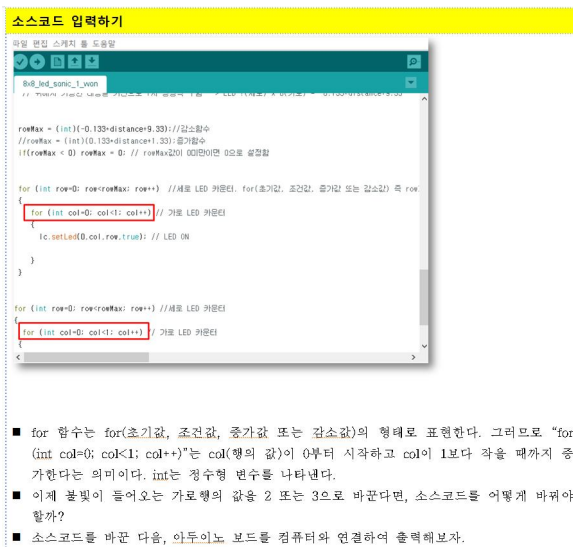 소스코드 입력하기
파일 편집 스케치 툴 도움말
8x8_led_sonic_1_won
rowMax = (int)(-0.133*distance+9.33);//감소함수
//rowMax = (int)(0.133*distance+1.33);증가함수
if(rowMax < 0) rowMax = 0; // rowMax값이 0미만이면 0으로 설정함
for (int row=0; row<rowMax; row++) //세로 LED 카운터. for(초기값, 조건값, 증가값 또는 감소값) 즉 row
{
for (int col=0; col<1; col++) // 가로 LED 카운터
{
lc.setLed(0,col,row,true); // LED ON
}
}
for (int row=0; row<rowMax; row++) //세로 LED 카운터
{
for (int col=0; col<1; col++) // 가로 LED 카운터
{
■ for 함수는 for(초기값, 조건값, 증가값 또는 감소값)의 형태로 표현한다. 그러므로 “for
(int col=0; col<1; col++)”는 col(행의 값)이 0부터 시작하고 col이 1보다 작을 때까지 증
가한다는 의미이다. int는 정수형 변수를 나타낸다.
■ 이제 불빛이 들어오는 가로행의 값을 2 또는 3으로 바꾼다면, 소스코드를 어떻게 바꿔야
할까?
■ 소스코드를 바꾼 다음, 아두이노 보드를 컴퓨터와 연결하여 출력해보자.